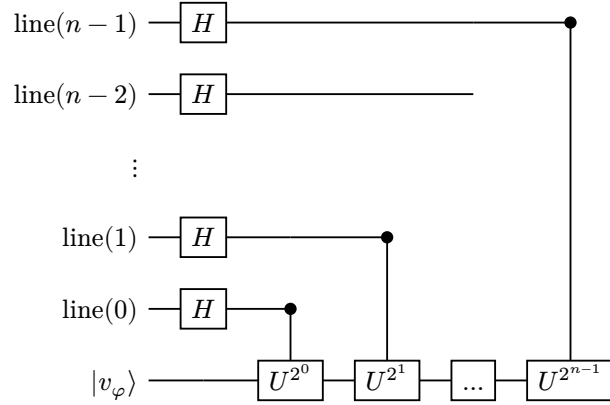 line(n − 1) H
line(n − 2) H
⋮
line(1) H
line(0) H
|v_φ⟩ U^{2^0} U^{2^1} ... U^{2^{n−1}}